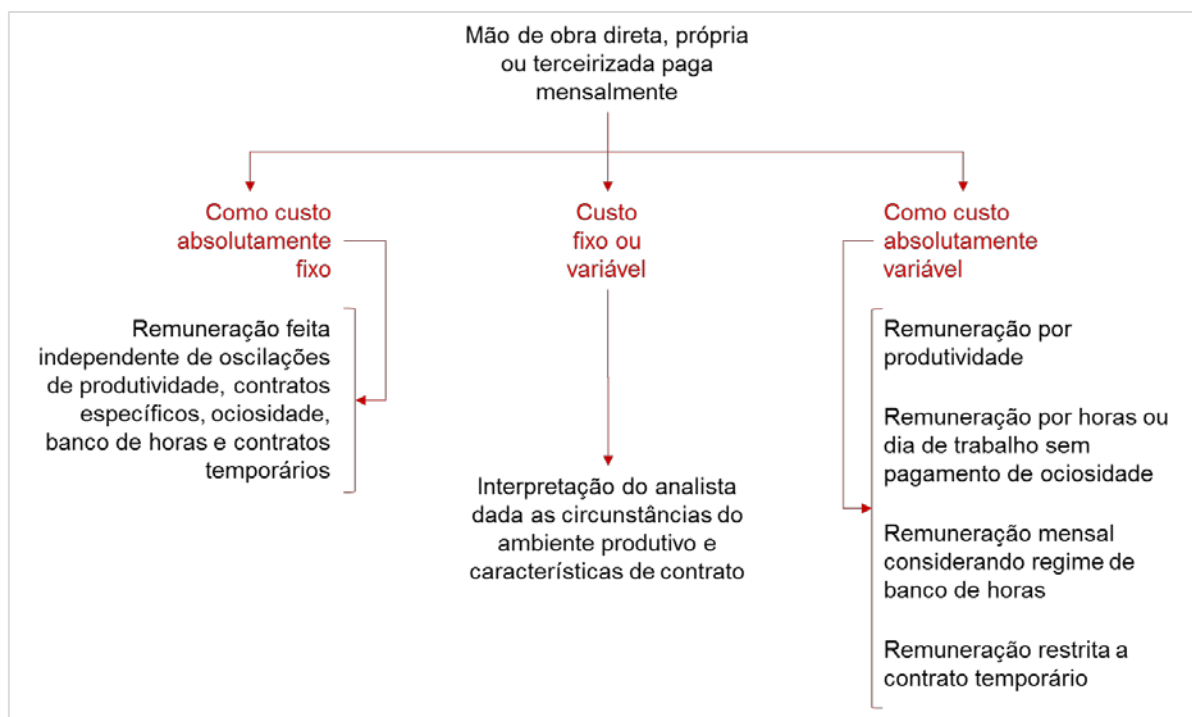 Mão de obra direta, própria
ou terceirizada paga
mensalmente
Como custo
absolutamente
fixo
Remuneração feita
independente de oscilações
de produtividade, contratos
específicos, ociosidade,
banco de horas e contratos
temporários
Custo
fixo ou
variável
Interpretação do analista
dada as circunstâncias do
ambiente produtivo e
características de contrato
Como custo
absolutamente
variável
Remuneração por
produtividade
Remuneração por horas ou
dia de trabalho sem
pagamento de ociosidade
Remuneração mensal
considerando regime de
banco de horas
Remuneração restrita a
contrato temporário